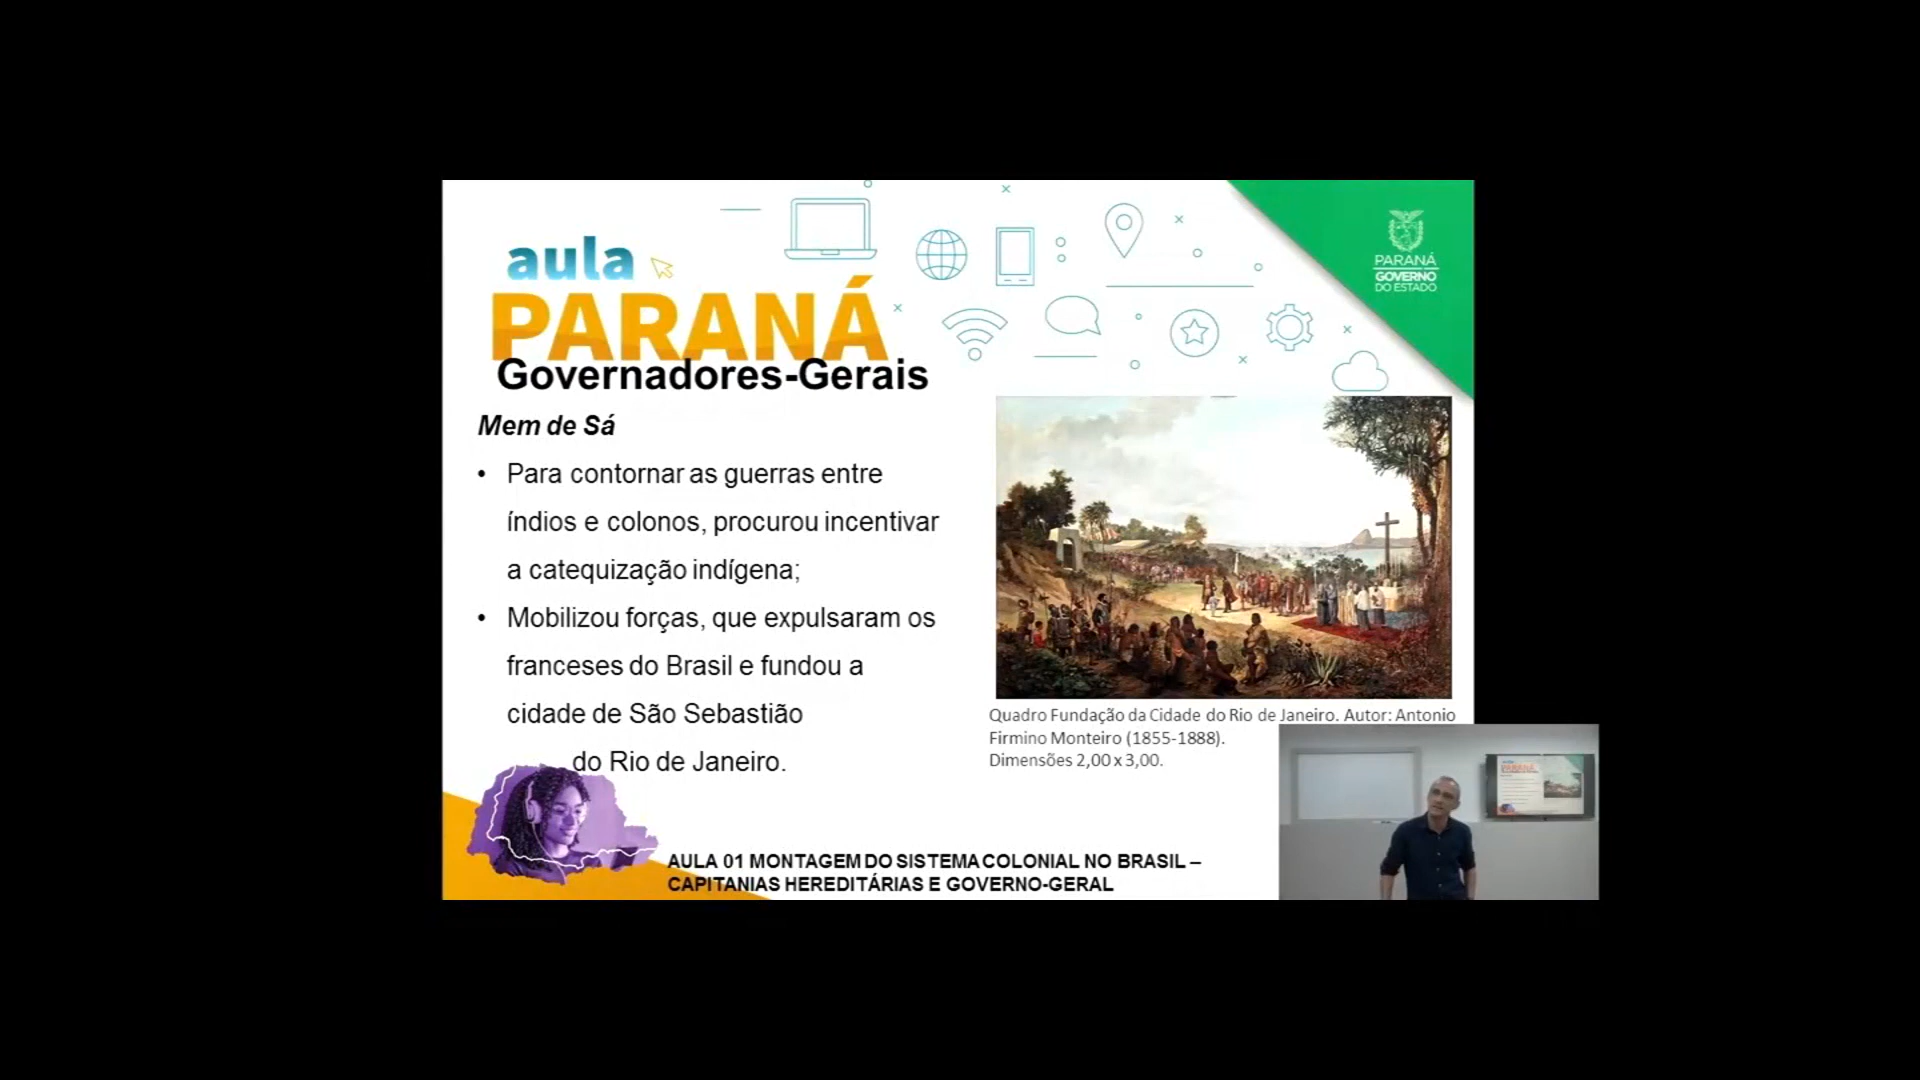 aula
PARANÁ
PARANÁ
GOVERNO
DO ESTADO
Governadores-Gerais
Mem de Sá
• Para contornar as guerras entre
índios e colonos, procurou incentivar
a catequização indígena;
• Mobilizou forças, que expulsaram os
franceses do Brasil e fundou a
cidade de São Sebastião
do Rio de Janeiro.
Quadro Fundação da Cidade do Rio de Janeiro. Autor: Antonio
Firmino Monteiro (1855-1888).
Dimensões 2,00 x 3,00.
AULA 01 MONTAGEM DO SISTEMA COLONIAL NO BRASIL –
CAPITANIAS HEREDITÁRIAS E GOVERNO-GERAL